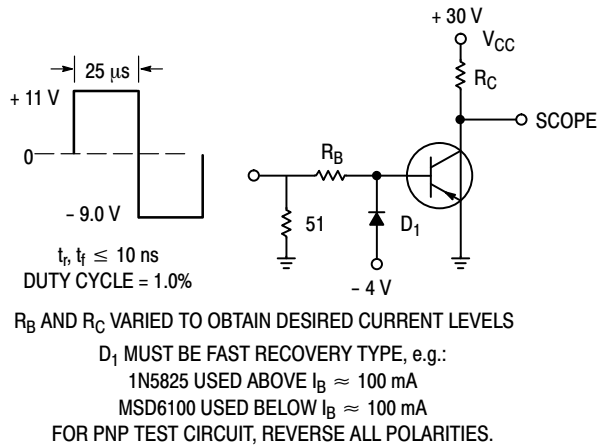 + 30 V
V_CC
R_C
SCOPE
25 μs
+ 11 V
0
- 9.0 V
R_B
51
D_1
- 4 V
t_r, t_f ≤ 10 ns
DUTY CYCLE = 1.0%
R_B AND R_C VARIED TO OBTAIN DESIRED CURRENT LEVELS
D_1 MUST BE FAST RECOVERY TYPE, e.g.:
1N5825 USED ABOVE I_B ≈ 100 mA
MSD6100 USED BELOW I_B ≈ 100 mA
FOR PNP TEST CIRCUIT, REVERSE ALL POLARITIES.